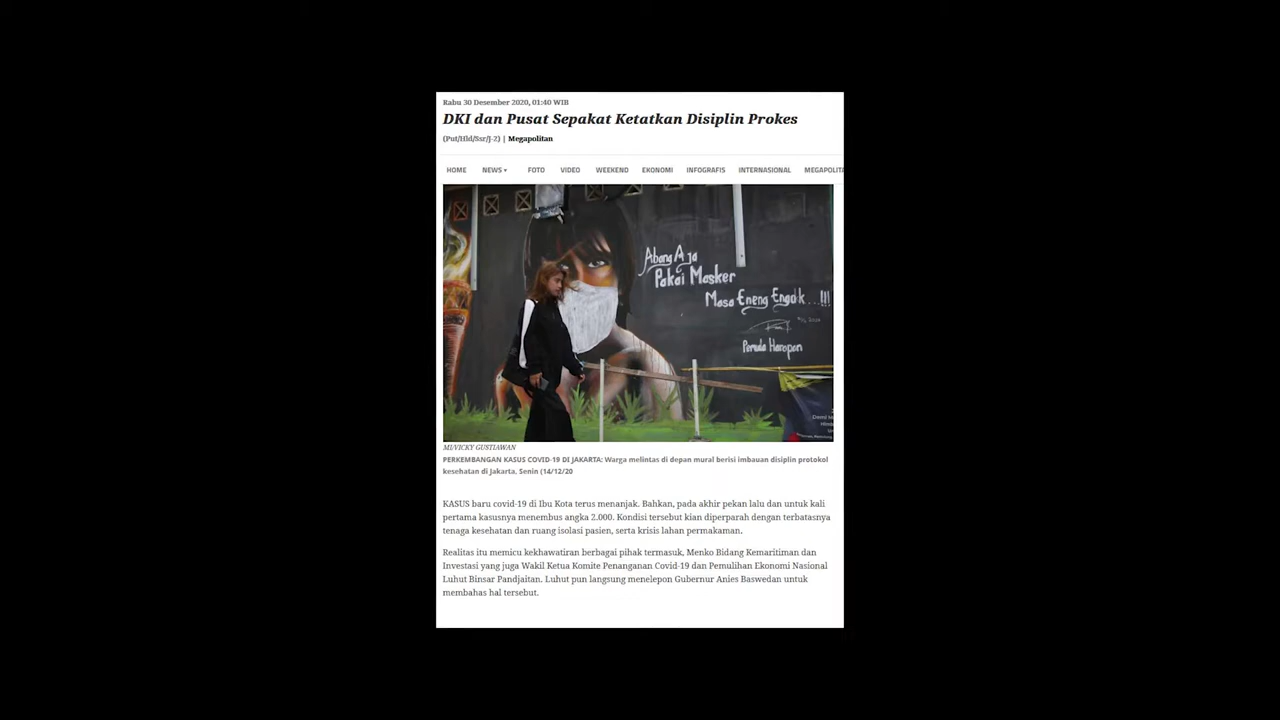 Rabu 30 Desember 2020, 01:40 WIB
DKI dan Pusat Sepakat Ketatkan Disiplin Prokes
(Put/Hld/Ssr/J-2) | Megapolitan
HOME NEWS FOTO VIDEO WEEKEND EKONOMI INFOGRAFIS INTERNASIONAL MEGAPOLITA
Abang Aja
Pakai Masker
Masa Eneng Engak...!!!
Pemuda Harapan
MI/VICKY GUSTIAWAN
PERKEMBANGAN KASUS COVID-19 DI JAKARTA: Warga melintas di depan mural berisi imbauan disiplin protokol
kesehatan di Jakarta, Senin (14/12/20
KASUS baru covid-19 di Ibu Kota terus menanjak. Bahkan, pada akhir pekan lalu dan untuk kali
pertama kasusnya menembus angka 2.000. Kondisi tersebut kian diperparah dengan terbatasnya
tenaga kesehatan dan ruang isolasi pasien, serta krisis lahan permakaman.
Realitas itu memicu kekhawatiran berbagai pihak termasuk, Menko Bidang Kemaritiman dan
Investasi yang juga Wakil Ketua Komite Penanganan Covid-19 dan Pemulihan Ekonomi Nasional
Luhut Binsar Pandjaitan. Luhut pun langsung menelepon Gubernur Anies Baswedan untuk
membahas hal tersebut.